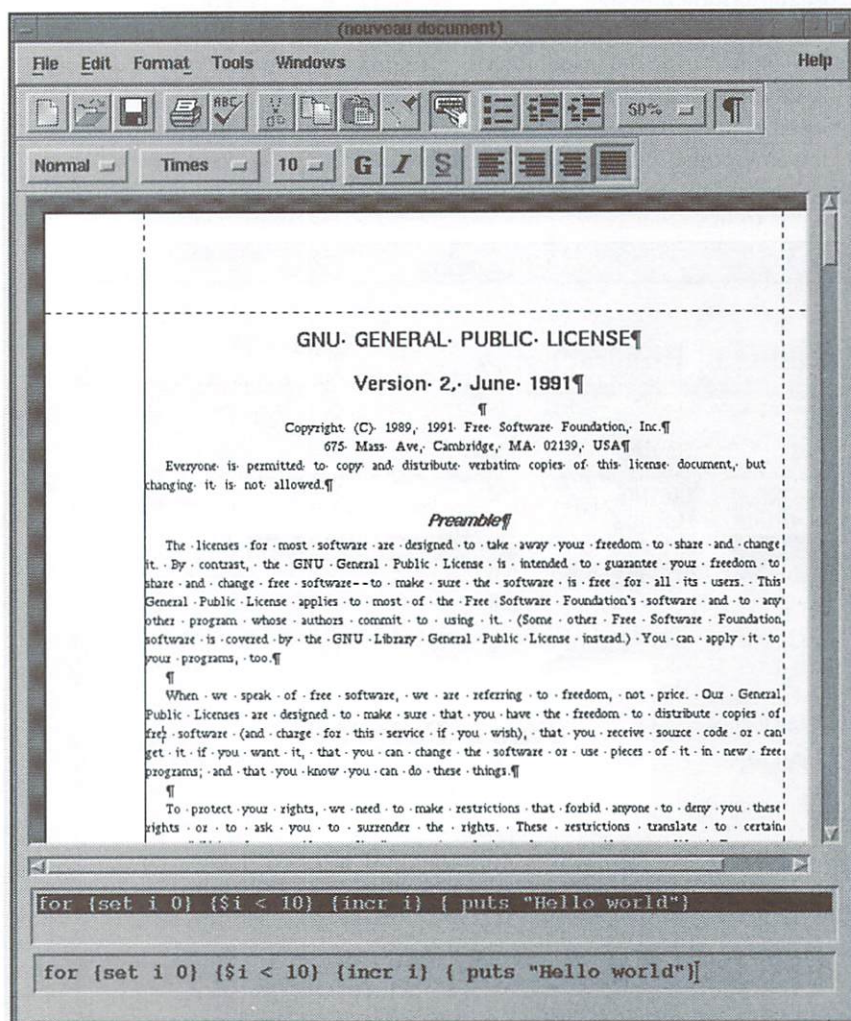 (nouveau document)
File Edit Format Tools Windows Help
ABC 50% ¶
Normal Times 10 G I S
GNU· GENERAL· PUBLIC· LICENSE¶
Version· 2,· June· 1991¶
¶
Copyright· (C)· 1989,· 1991· Free· Software· Foundation,· Inc.¶
675· Mass· Ave,· Cambridge,· MA· 02139,· USA¶
Everyone· is· permitted· to· copy· and· distribute· verbatim· copies· of· this· license· document,· but
changing· it· is· not· allowed.¶
Preamble¶
The · licenses · for · most · software · are · designed · to · take · away · your · freedom · to · share · and · change
it. · By · contrast, · the · GNU · General · Public · License · is · intended · to · guarantee · your · freedom · to
share · and · change · free · software--to · make · sure · the · software · is · free · for · all · its · users. · This
General · Public · License · applies · to · most · of · the · Free · Software · Foundation's · software · and · to · any
other · program · whose · authors · commit · to · using · it. · (Some · other · Free · Software · Foundation
software · is · covered · by · the · GNU · Library · General · Public · License · instead.) · You · can · apply · it · to
your · programs, · too.¶
¶
When · we · speak · of · free · software, · we · are · referring · to · freedom, · not · price. · Our · General
Public · Licenses · are · designed · to · make · sure · that · you · have · the · freedom · to · distribute · copies · of
free · software · (and · charge · for · this · service · if · you · wish), · that · you · receive · source · code · or · can
get · it · if · you · want · it, · that · you · can · change · the · software · or · use · pieces · of · it · in · new · free
programs; · and · that · you · know · you · can · do · these · things.¶
¶
To · protect · your · rights, · we · need · to · make · restrictions · that · forbid · anyone · to · deny · you · these
rights · or · to · ask · you · to · surrender · the · rights. · These · restrictions · translate · to · certain
for {set i 0} {$i < 10} {incr i} { puts "Hello world"}
for {set i 0} {$i < 10} {incr i} { puts "Hello world"}